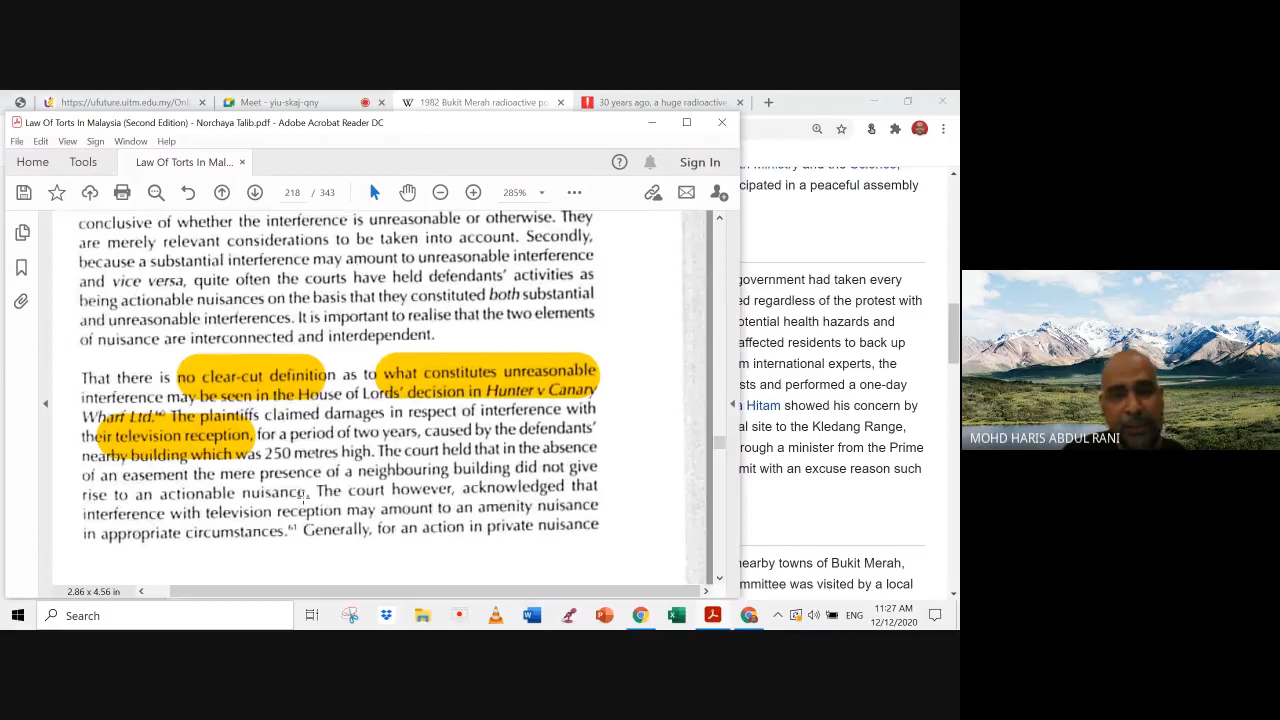 https://ufuture.uitm.edu.my/Onl
Meet - yiu-skaj-qny
1982 Bukit Merah radioactive po
30 years ago, a huge radioactive
Law Of Torts In Malaysia (Second Edition) - Norchaya Talib.pdf - Adobe Acrobat Reader DC
File Edit View Sign Window Help
Home Tools Law Of Torts In Mal... Sign In
218 / 343 285%
conclusive of whether the interference is unreasonable or otherwise. They
are merely relevant considerations to be taken into account. Secondly,
because a substantial interference may amount to unreasonable interference
and vice versa, quite often the courts have held defendants' activities as
being actionable nuisances on the basis that they constituted both substantial
and unreasonable interferences. It is important to realise that the two elements
of nuisance are interconnected and interdependent.
That there is no clear-cut definition as to what constitutes unreasonable
interference may be seen in the House of Lords' decision in Hunter v Canary
Wharf Ltd.⁶⁰ The plaintiffs claimed damages in respect of interference with
their television reception, for a period of two years, caused by the defendants'
nearby building which was 250 metres high. The court held that in the absence
of an easement the mere presence of a neighbouring building did not give
rise to an actionable nuisance. The court however, acknowledged that
interference with television reception may amount to an amenity nuisance
in appropriate circumstances.⁶¹ Generally, for an action in private nuisance
2.86 x 4.56 in
and the Science,
cipated in a peaceful assembly
government had taken every
ed regardless of the protest with
otential health hazards and
affected residents to back up
m international experts, the
sts and performed a one-day
a Hitam showed his concern by
al site to the Kledang Range,
rough a minister from the Prime
mit with an excuse reason such
nearby towns of Bukit Merah,
mmittee was visited by a local
Search
ENG
11:27 AM
12/12/2020
MOHD HARIS ABDUL RANI